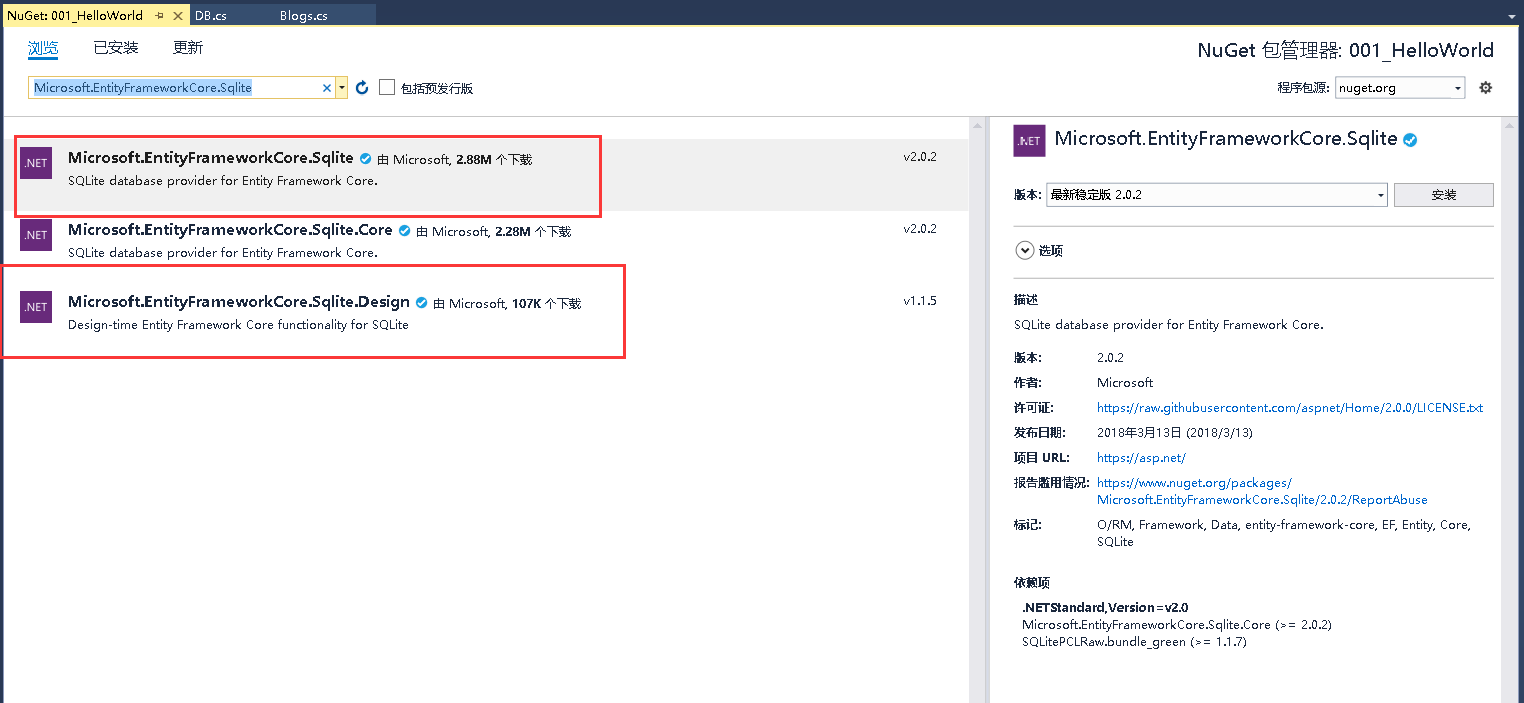 NuGet: 001_HelloWorld
DB.cs
Blogs.cs
浏览
已安装
更新
NuGet 包管理器: 001_HelloWorld
Microsoft.EntityFrameworkCore.Sqlite
包括预发行版
程序包源:
nuget.org
.NET
Microsoft.EntityFrameworkCore.Sqlite
由 Microsoft, 2.88M 个下载
v2.0.2
SQLite database provider for Entity Framework Core.
.NET
Microsoft.EntityFrameworkCore.Sqlite.Core
由 Microsoft, 2.28M 个下载
v2.0.2
SQLite database provider for Entity Framework Core.
.NET
Microsoft.EntityFrameworkCore.Sqlite.Design
由 Microsoft, 107K 个下载
v1.1.5
Design-time Entity Framework Core functionality for SQLite
.NET
Microsoft.EntityFrameworkCore.Sqlite
版本:
最新稳定版 2.0.2
安装
选项
描述
SQLite database provider for Entity Framework Core.
版本: 2.0.2
作者: Microsoft
许可证: https://raw.githubusercontent.com/aspnet/Home/2.0.0/LICENSE.txt
发布日期: 2018年3月13日 (2018/3/13)
项目 URL: https://asp.net/
报告滥用情况: https://www.nuget.org/packages/
Microsoft.EntityFrameworkCore.Sqlite/2.0.2/ReportAbuse
标记: O/RM, Framework, Data, entity-framework-core, EF, Entity, Core,
SQLite
依赖项
.NETStandard,Version=v2.0
Microsoft.EntityFrameworkCore.Sqlite.Core (>= 2.0.2)
SQLitePCLRaw.bundle_green (>= 1.1.7)